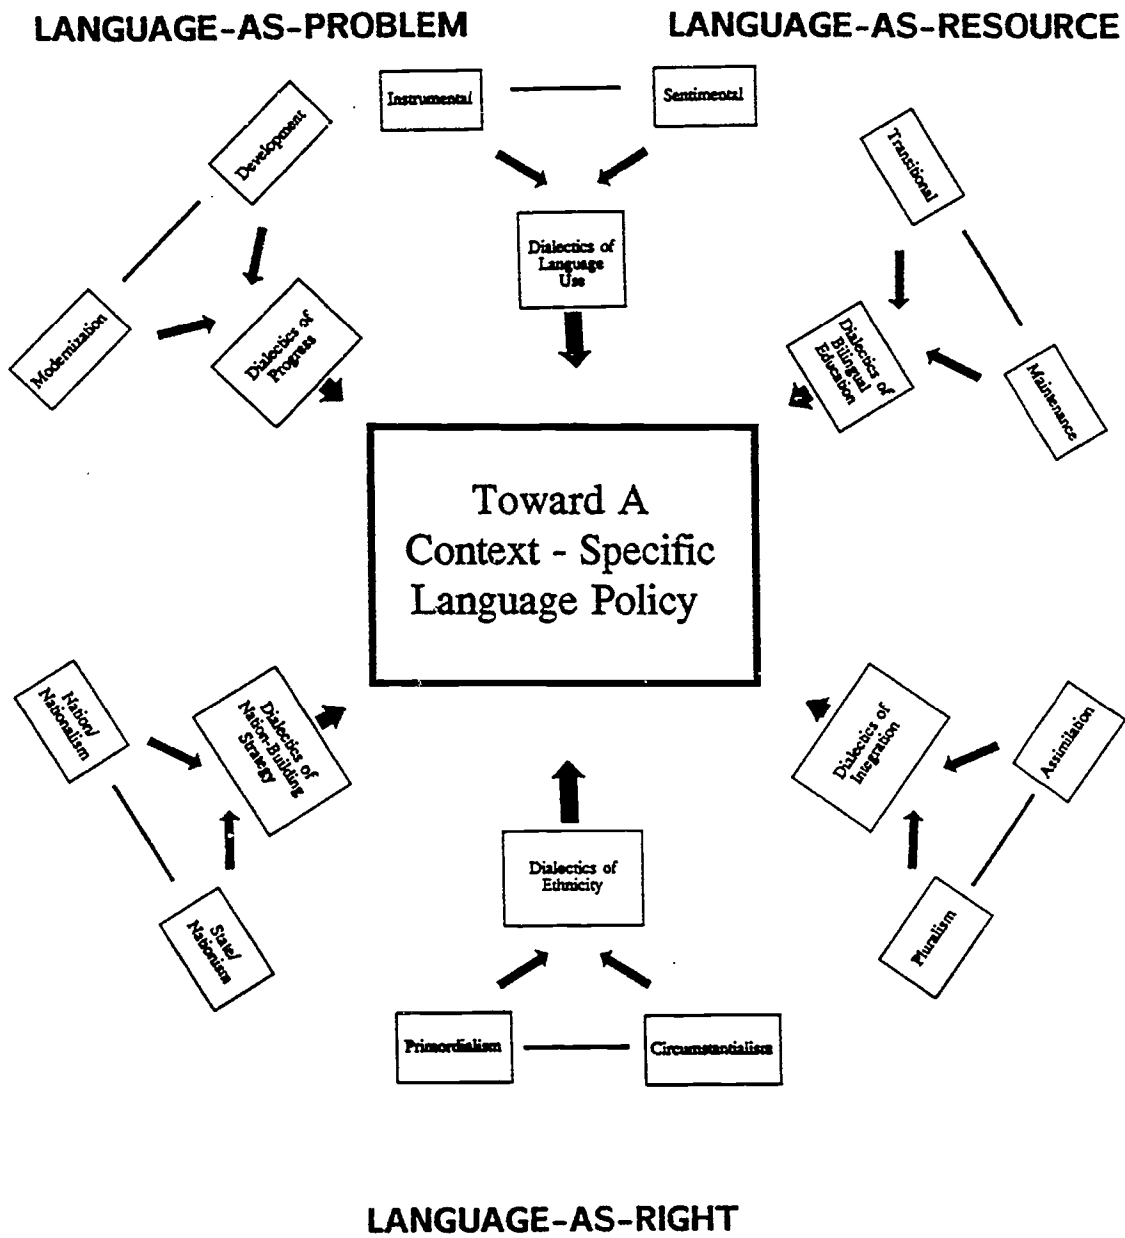 LANGUAGE-AS-PROBLEM
LANGUAGE-AS-RESOURCE
Instrumental
Sentimental
Development
Transitional
Dialectics of
Language
Use
Modernization
Dialectics of
Progress
Dialectics of
Bilingual
Education
Maintenance
Toward A
Context - Specific
Language Policy
Nation/
Nationalism
Dialectics of
Nation-Building
Strategy
Dialectics of
Integration
Assimilation
State/
Nationism
Dialectics of
Ethnicity
Pluralism
Primordialism
Circumstantialism
LANGUAGE-AS-RIGHT